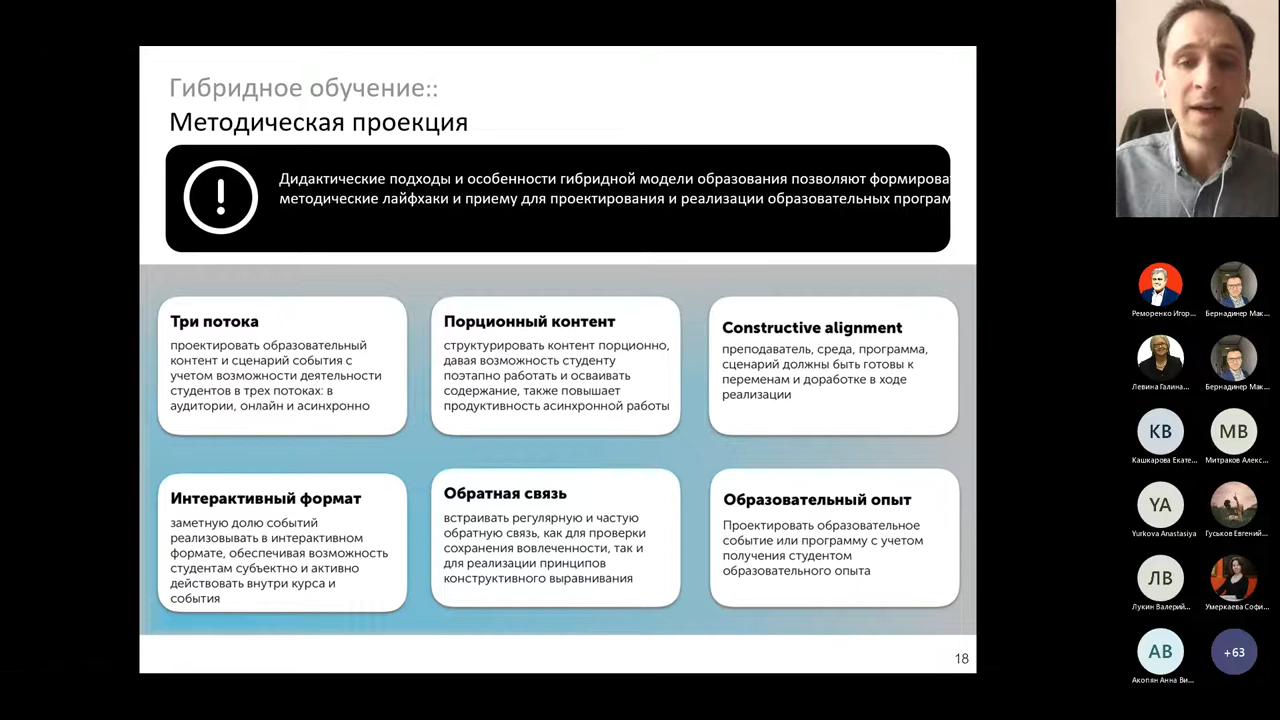 Гибридное обучение::
Методическая проекция
Дидактические подходы и особенности гибридной модели образования позволяют формироват
методические лайфхаки и приему для проектирования и реализации образовательных програм
Три потока
проектировать образовательный
контент и сценарий события с
учетом возможности деятельности
студентов в трех потоках: в
аудитории, онлайн и асинхронно
Порционный контент
структурировать контент порционно,
давая возможность студенту
поэтапно работать и осваивать
содержание, также повышает
продуктивность асинхронной работы
Constructive alignment
преподаватель, среда, программа,
сценарий должны быть готовы к
переменам и доработке в ходе
реализации
Интерактивный формат
заметную долю событий
реализовывать в интерактивном
формате, обеспечивая возможность
студентам субъектно и активно
действовать внутри курса и
события
Обратная связь
встраивать регулярную и частую
обратную связь, как для проверки
сохранения вовлеченности, так и
для реализации принципов
конструктивного выравнивания
Образовательный опыт
Проектировать образовательное
событие или программу с учетом
получения студентом
образовательного опыта
18
Реморенко Игор...
Бернадинер Мак...
Левина Галина...
Бернадинер Мак...
КВ
Кашкарова Екате...
МВ
Митраков Алекс...
YA
Yurkova Anastasiya
Гуськов Евгений...
ЛВ
Лукин Валерий...
Умеркаева Софи...
АВ
Акопян Анна Ви...
+63